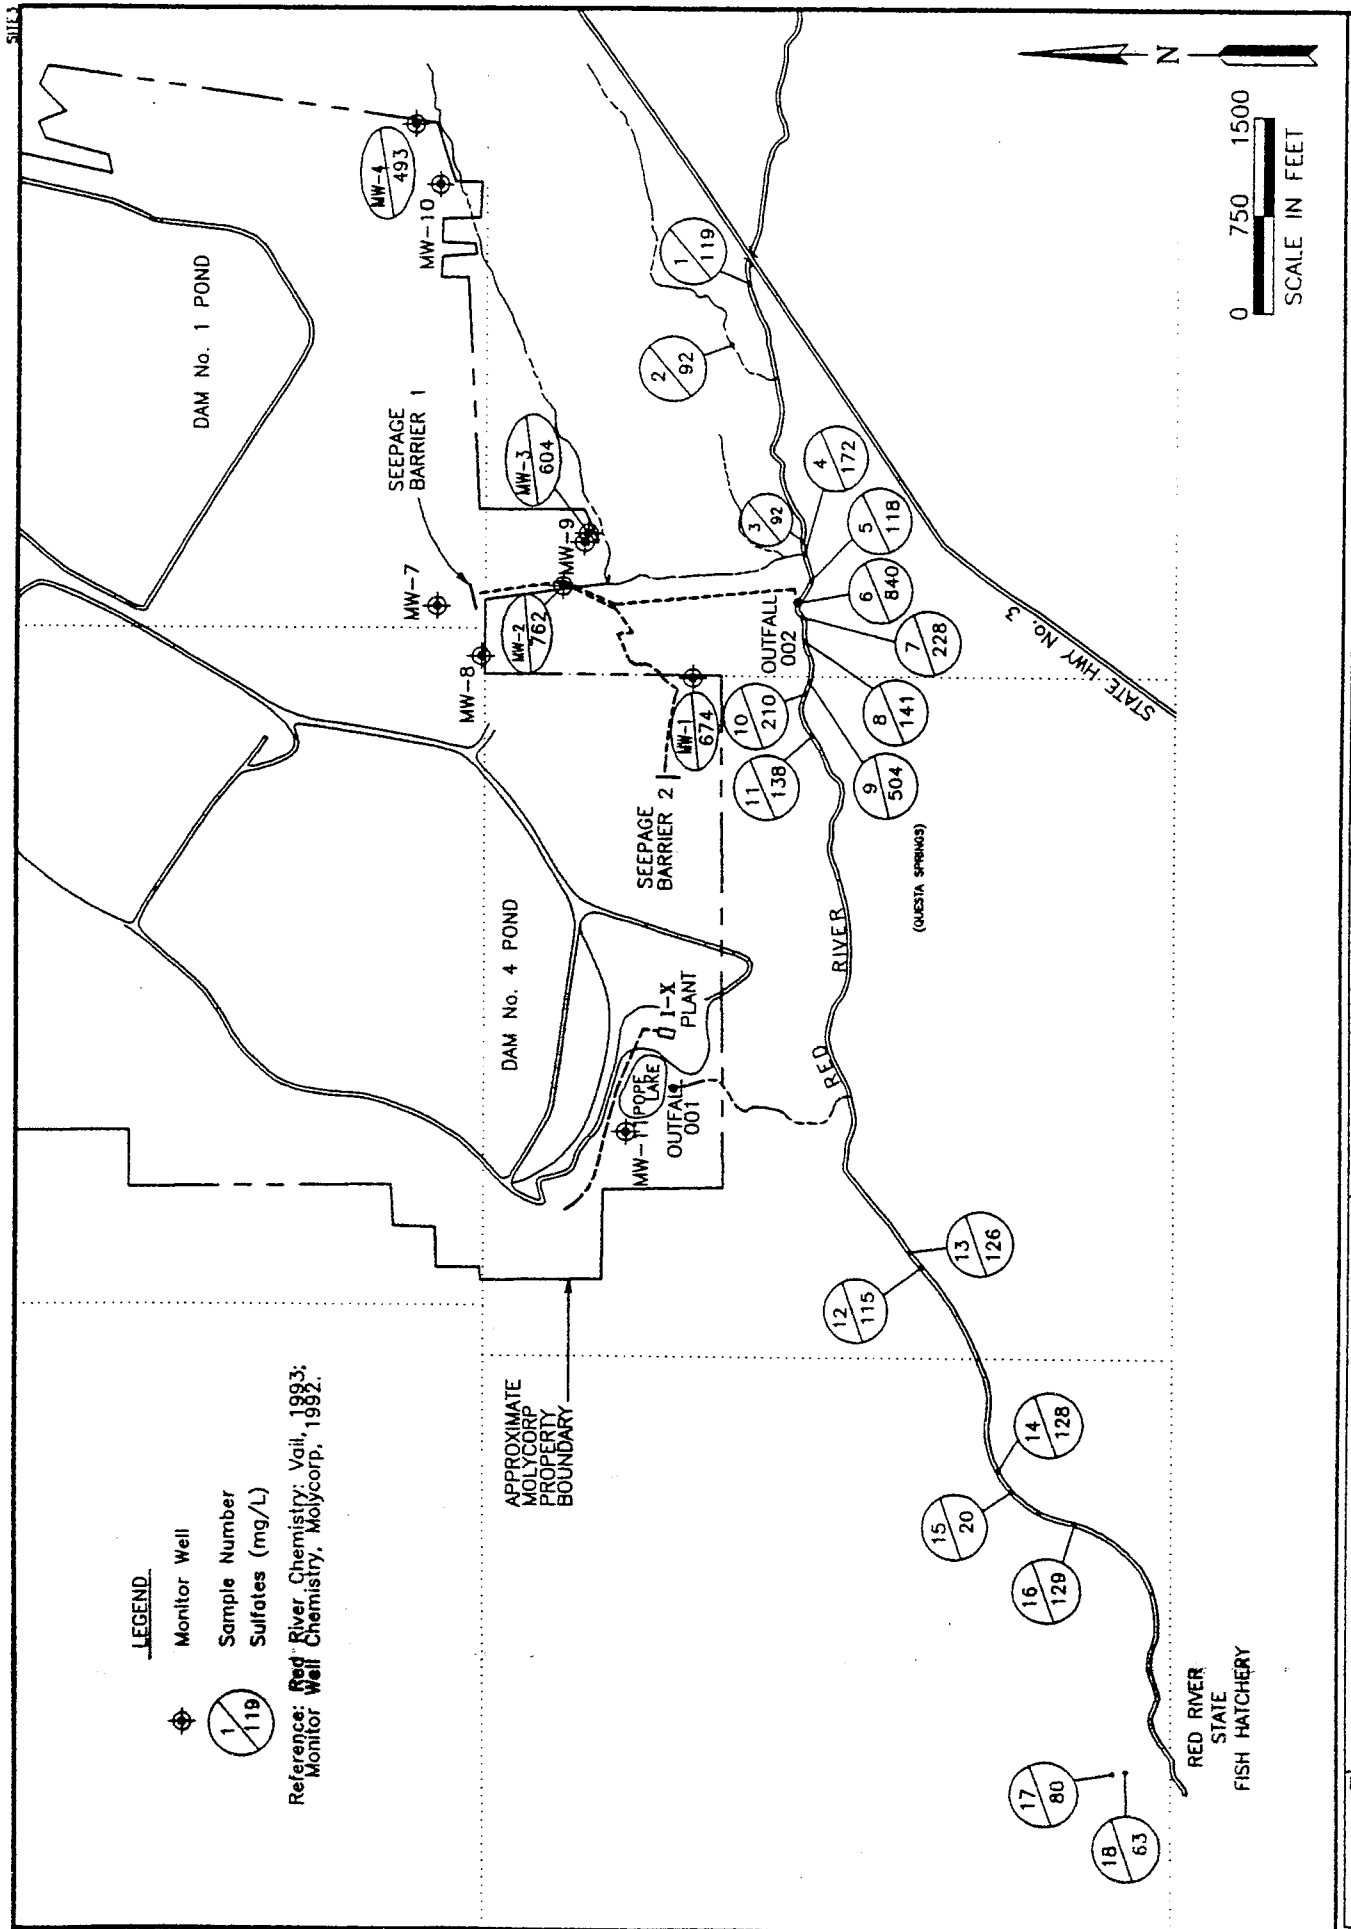 SITE3
LEGEND
Monitor Well
1
119
Sample Number
Sulfates (mg/L)
Reference: Red River Chemistry: Vail, 1993;
Monitor Well Chemistry, Molycorp, 1992.
APPROXIMATE
MOLYCORP
PROPERTY
BOUNDARY
DAM No. 1 POND
DAM No. 4 POND
SEEPAGE
BARRIER 1
SEEPAGE
BARRIER 2
MW-4
493
MW-10
MW-3
604
MW-9
MW-7
MW-2
762
MW-8
MW-1
674
MW-11
POPE
LAKE
I-X
PLANT
OUTFALL
001
OUTFALL
002
1
119
2
92
3
92
4
172
5
118
6
840
7
228
8
141
9
504
10
210
11
138
(QUESTA SPRINGS)
RED RIVER
12
115
13
126
14
128
15
20
16
129
17
80
18
63
RED RIVER
STATE
FISH HATCHERY
STATE HWY No. 3
N
0 750 1500
SCALE IN FEET